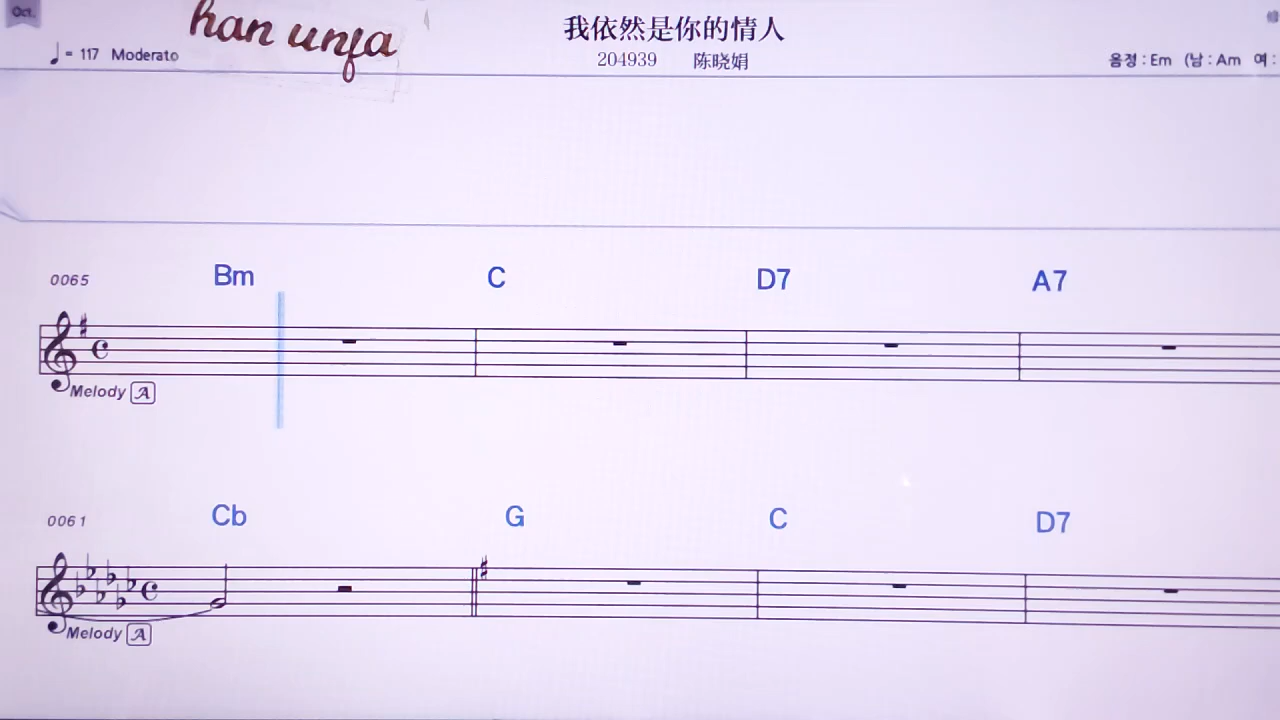 Oct.
han unfa
我依然是你的情人
= 117 Moderato
204939 陈晓娟
음정 : Em (남 : Am 여 :
0065 Bm C D7 A7
Melody A
0061 Cb G C D7
Melody A